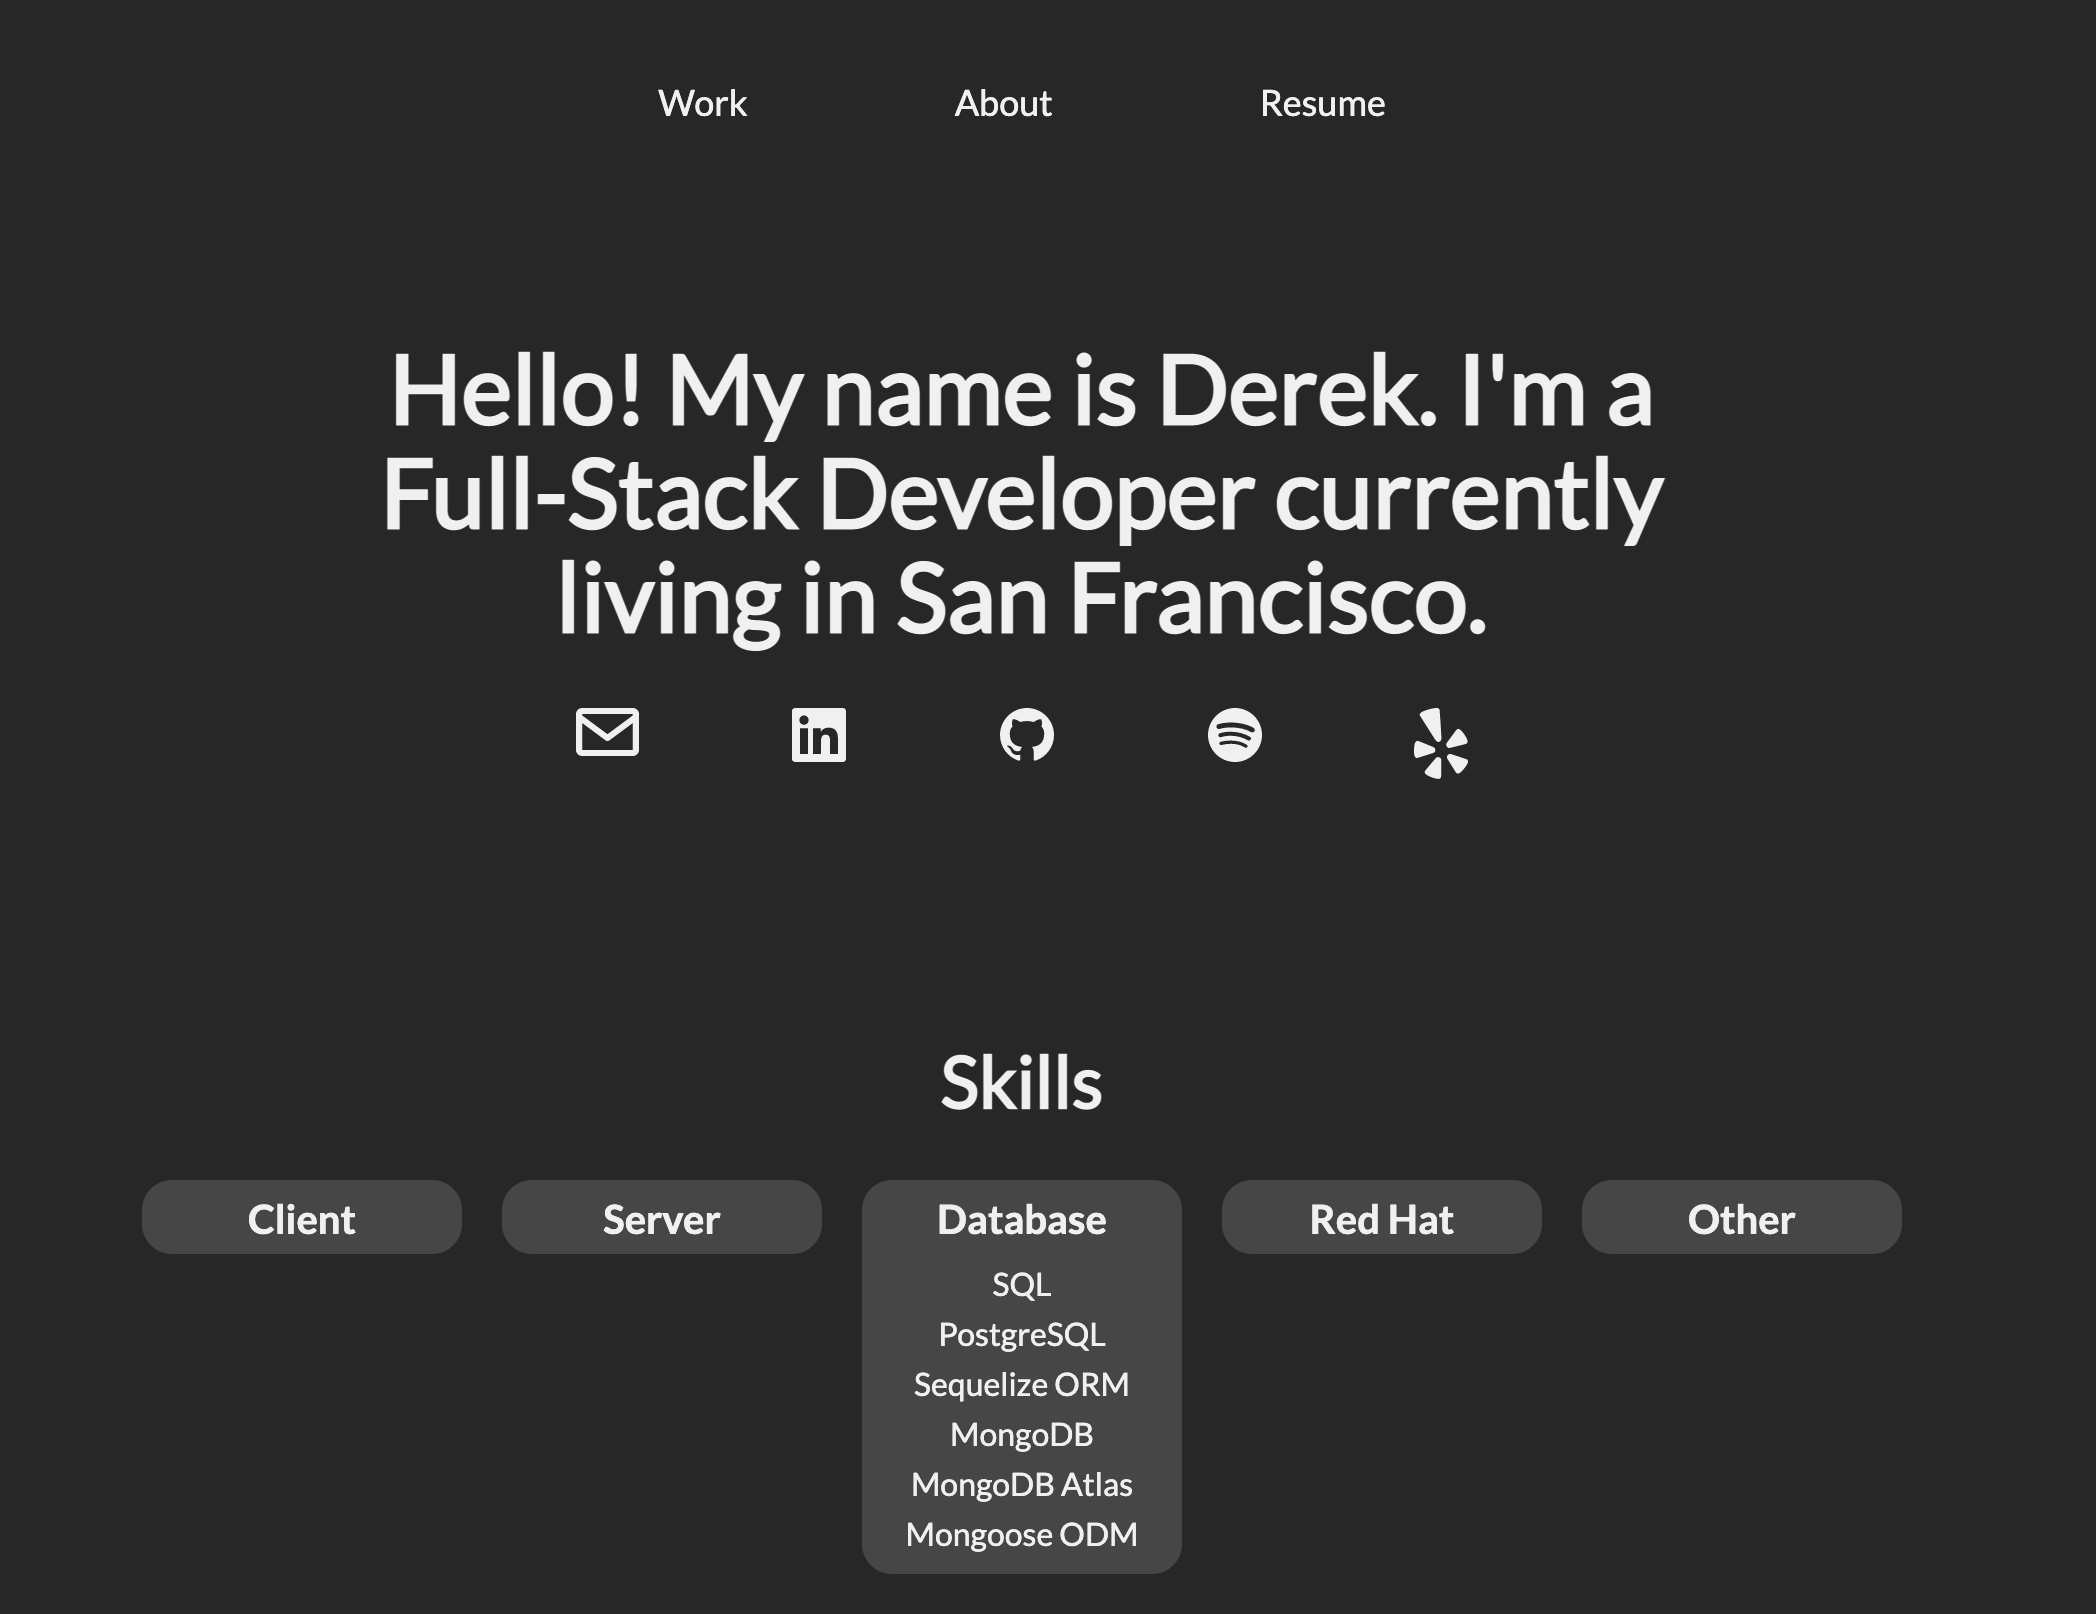 Work About Resume
Hello! My name is Derek. I'm a
Full-Stack Developer currently
living in San Francisco.
in
Skills
Client Server Database Red Hat Other
SQL
PostgreSQL
Sequelize ORM
MongoDB
MongoDB Atlas
Mongoose ODM